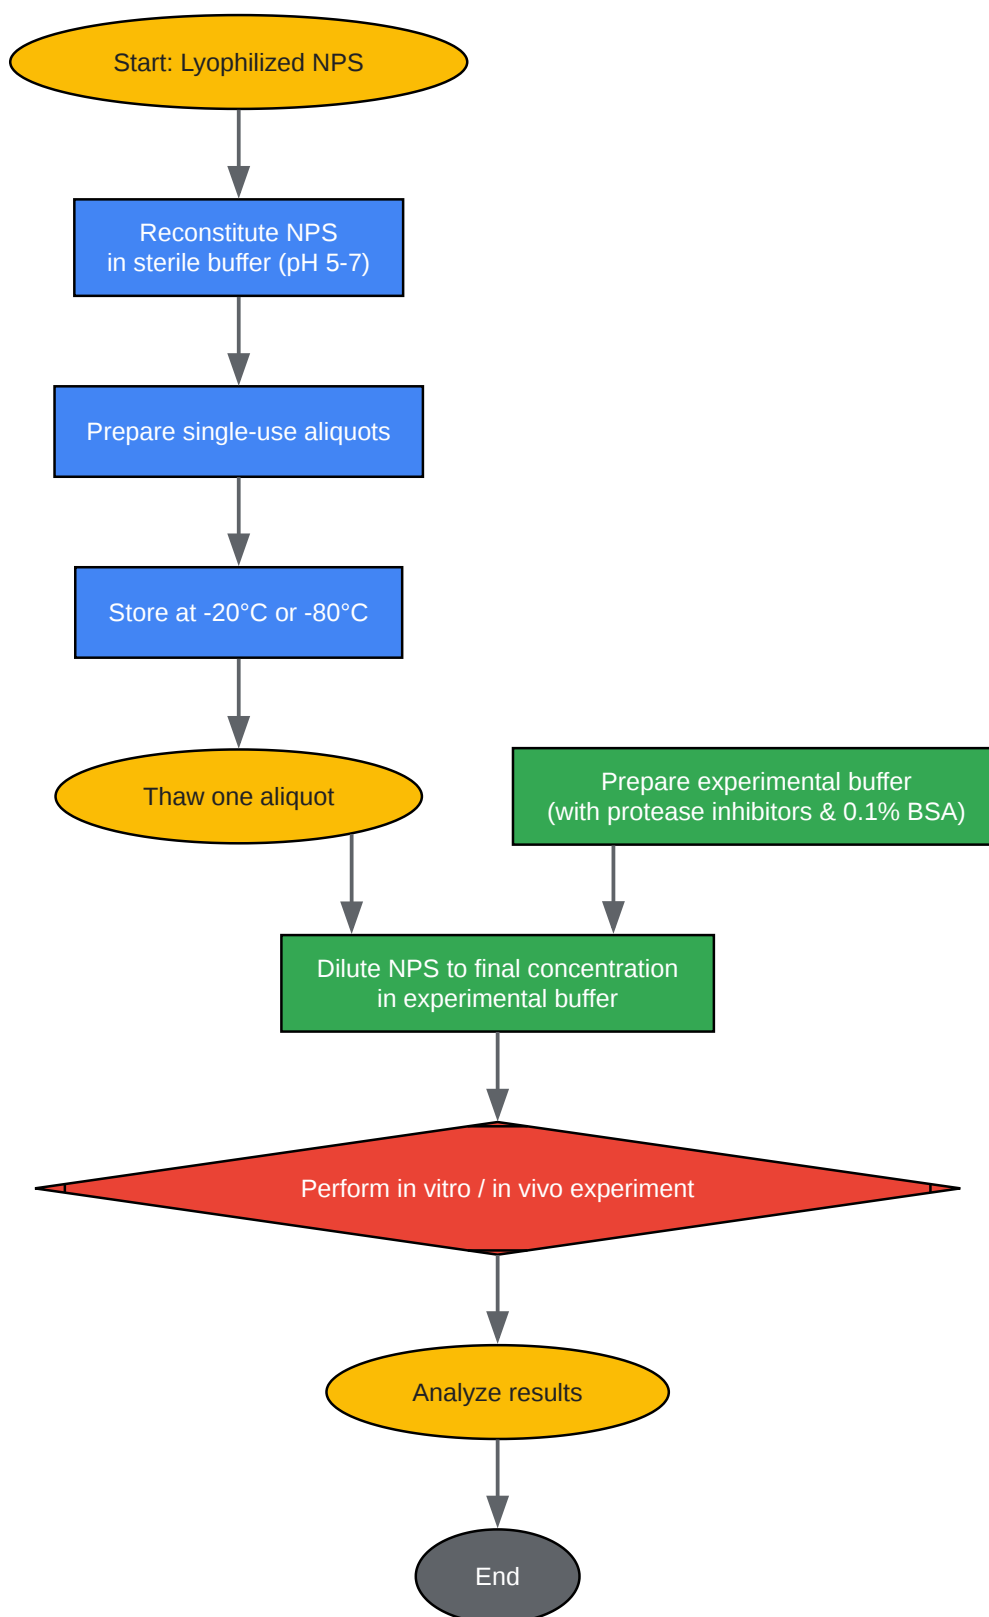 Start: Lyophilized NPS
Reconstitute NPS
in sterile buffer (pH 5-7)
Prepare single-use aliquots
Store at -20°C or -80°C
Thaw one aliquot
Prepare experimental buffer
(with protease inhibitors & 0.1% BSA)
Dilute NPS to final concentration
in experimental buffer
Perform in vitro / in vivo experiment
Analyze results
End